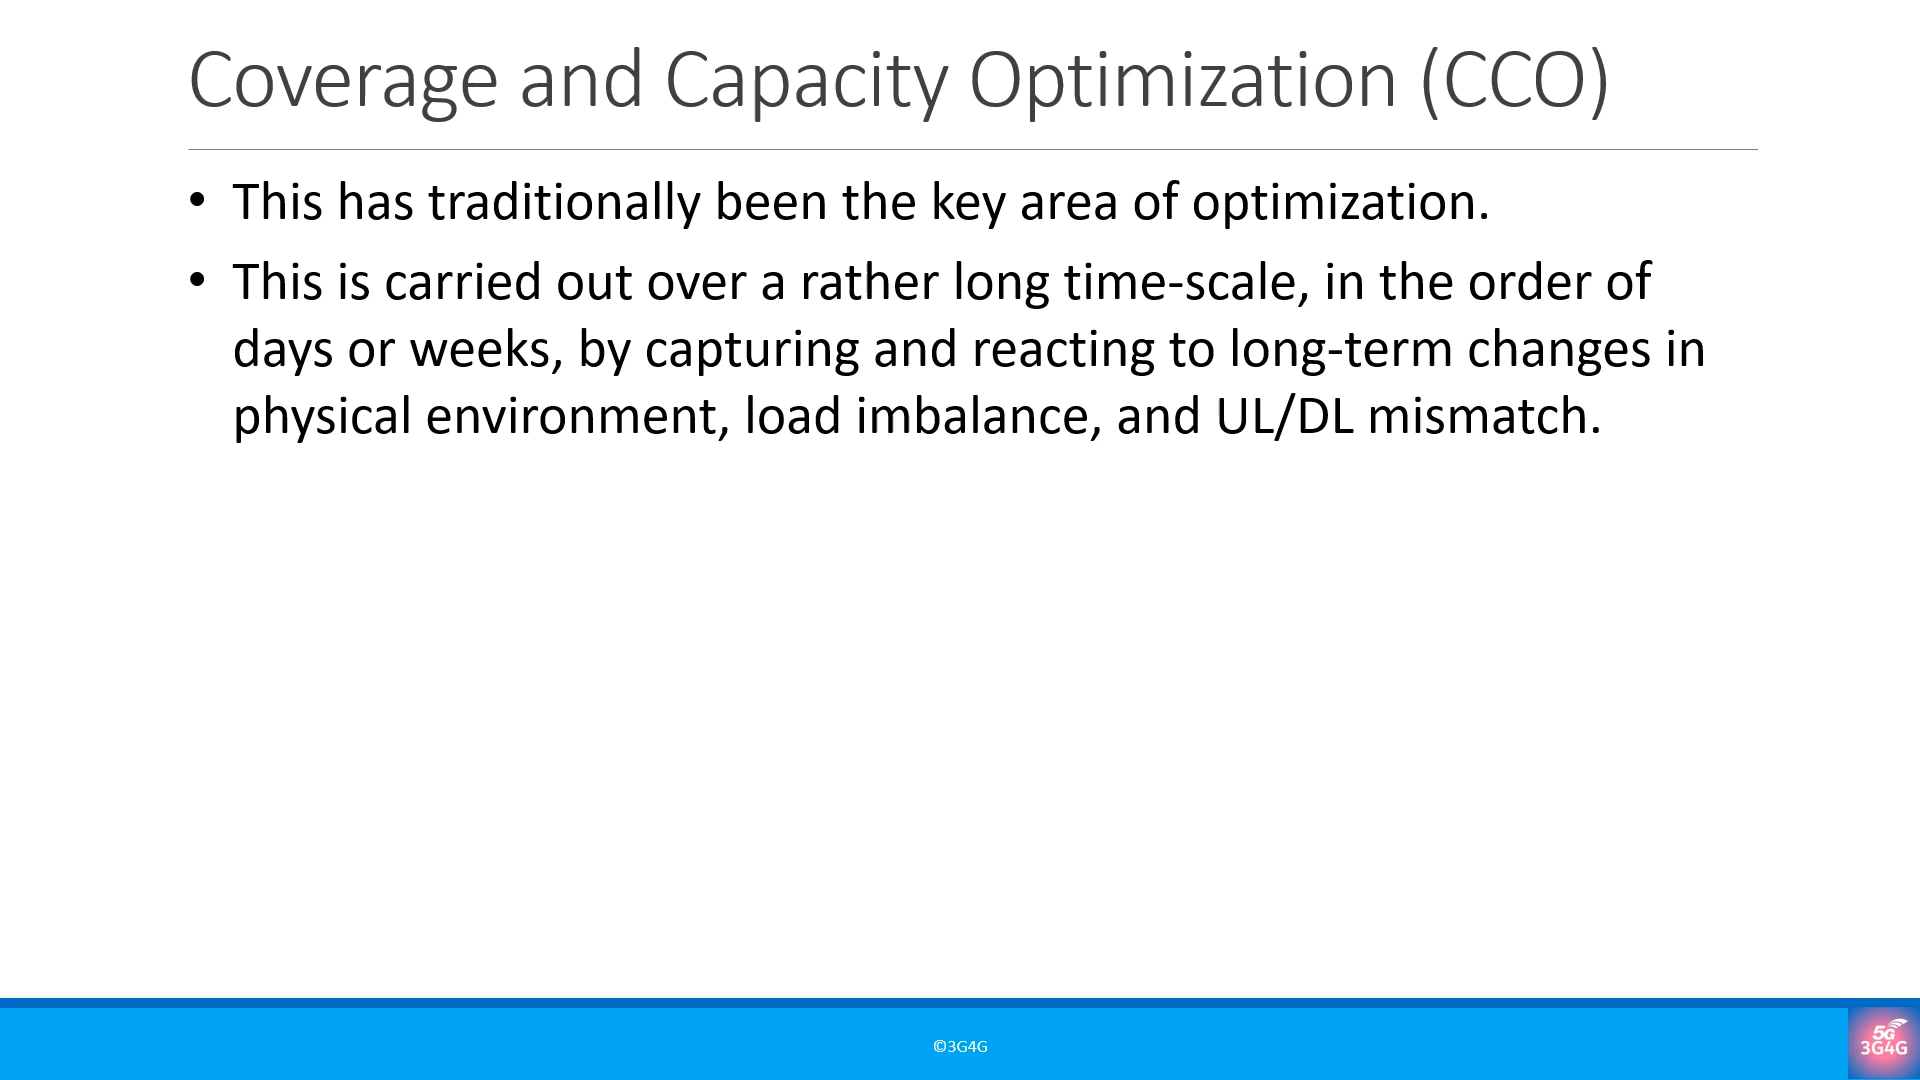 Coverage and Capacity Optimization (CCO)
• This has traditionally been the key area of optimization.
• This is carried out over a rather long time-scale, in the order of
days or weeks, by capturing and reacting to long-term changes in
physical environment, load imbalance, and UL/DL mismatch.
©3G4G
5G
3G4G